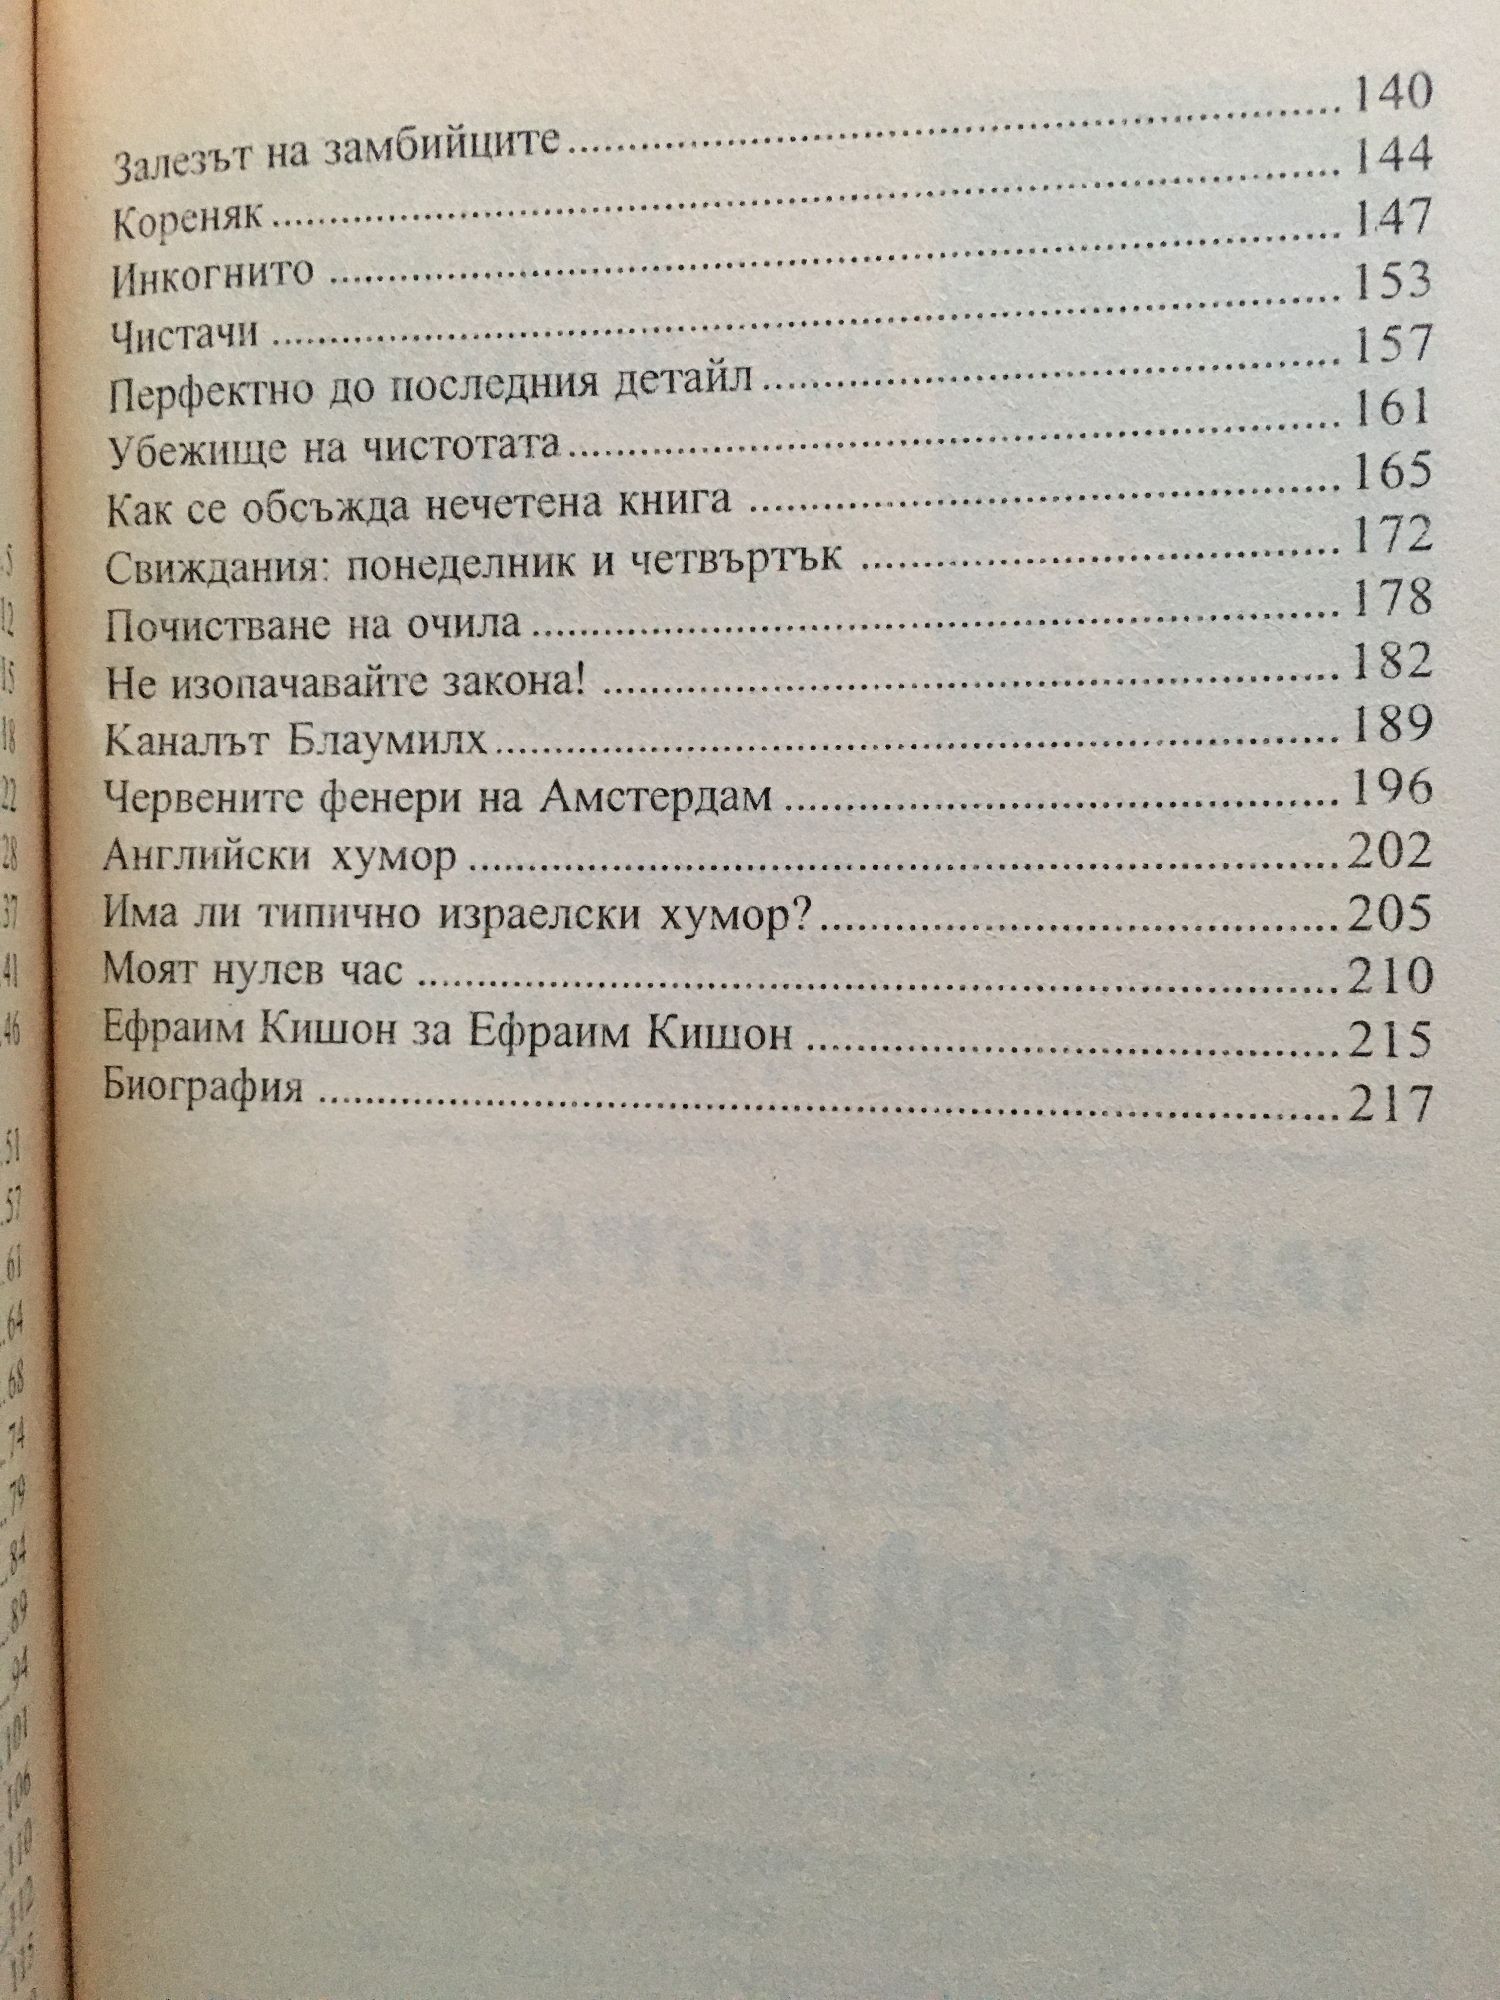 Залезът на замбийците..........140
Кореняк..........144
Инкогнито..........147
Чистачи..........153
Перфектно до последния детайл..........157
Убежище на чистотата..........161
Как се обсъжда нечетена книга..........165
Свиждания: понеделник и четвъртък..........172
Почистване на очила..........178
Не изопачавайте закона!..........182
Каналът Блаумилх..........189
Червените фенери на Амстердам..........196
Английски хумор..........202
Има ли типично израелски хумор?..........205
Моят нулев час..........210
Ефраим Кишон за Ефраим Кишон..........215
Биография..........217